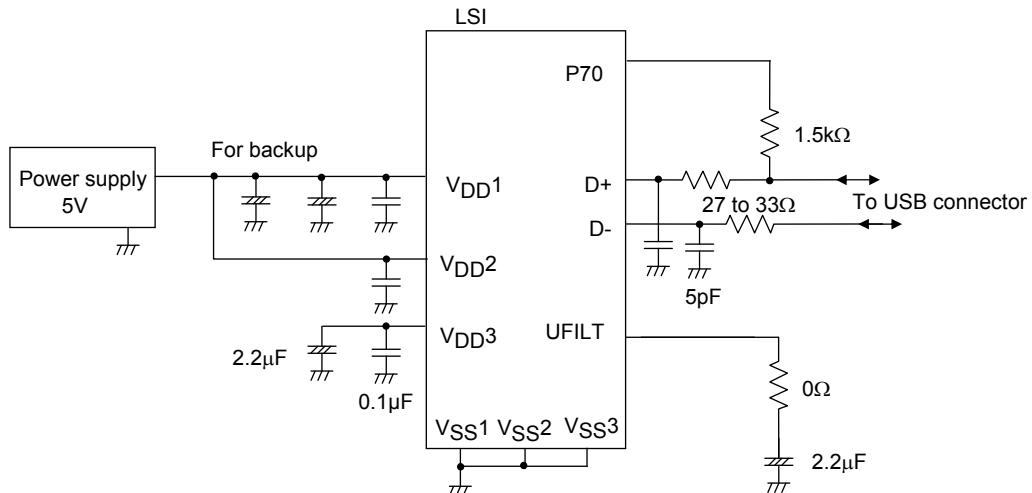 LSI
P70
1.5kΩ
For backup
Power supply
5V
VDD1
D+
27 to 33Ω
To USB connector
D-
VDD2
5pF
VDD3
UFILT
2.2µF
0.1µF
0Ω
VSS1
VSS2
VSS3
2.2µF